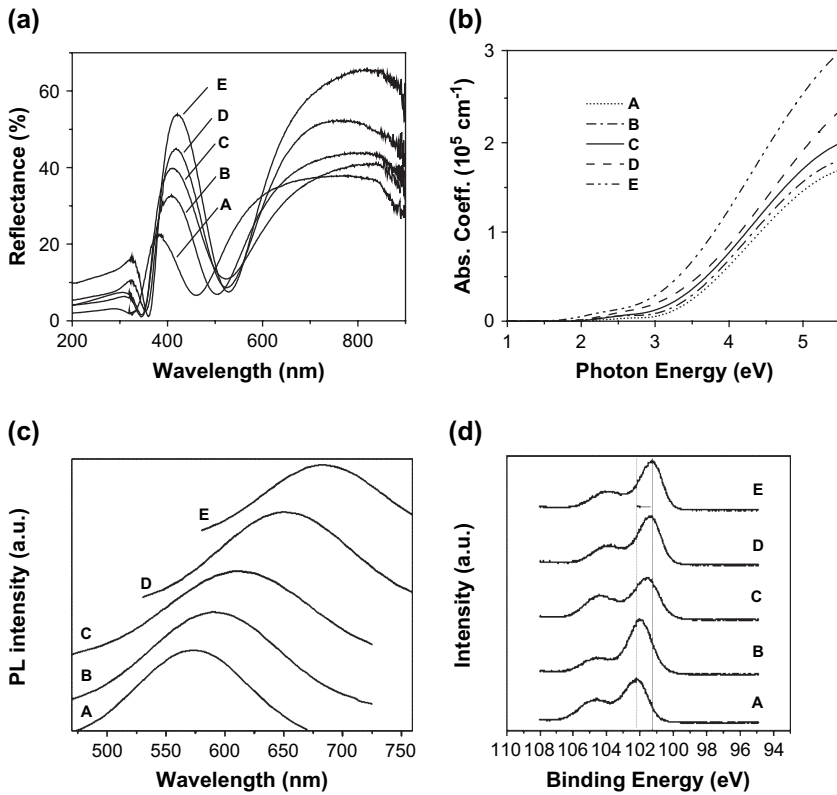 (a)
Reflectance (%)
60
40
20
0
200 400 600 800
Wavelength (nm)
E
D
C
B
A
(b)
Abs. Coeff. (10⁵ cm⁻¹)
3
2
1
0
1 2 3 4 5
Photon Energy (eV)
A
B
C
D
E
(c)
PL intensity (a.u.)
E
D
C
B
A
500 550 600 650 700 750
Wavelength (nm)
(d)
Intensity (a.u.)
E
D
C
B
A
110 108 106 104 102 100 98 96 94
Binding Energy (eV)